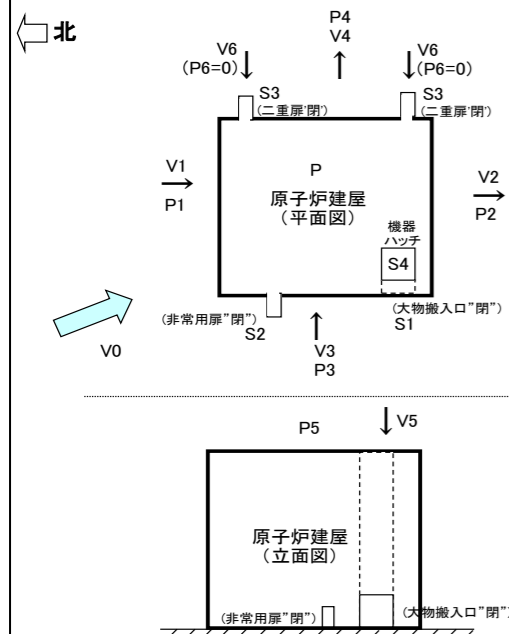 北
P4
V4
V6
(P6=0)
V6
(P6=0)
S3
(二重扉'閉')
S3
(二重扉'閉')
V1
P1
P
原子炉建屋
(平面図)
V2
P2
機器
ハッチ
S4
(非常用扉"閉")
S2
(大物搬入口"閉")
S1
V0
V3
P3
P5
V5
原子炉建屋
(立面図)
(非常用扉"閉")
(大物搬入口"閉")